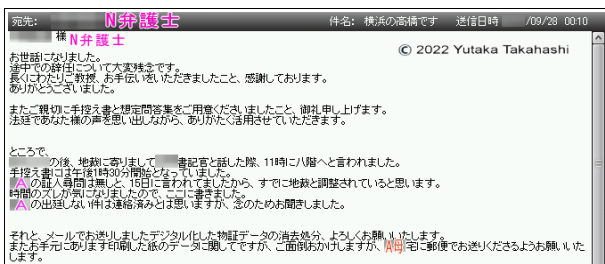 宛先: N弁護士 件名: 横浜の高橋です 送信日時 /09/28 00:10
様 N弁護士
© 2022 Yutaka Takahashi
お世話になりました。
途中での辞任について大変残念です。
長くにわたりご教授、お手伝いをいただきましたこと、感謝しております。
ありがとうございました。
またご親切に手控え書と想定問答集をご用意くださいましたこと、御礼申し上げます。
法廷であなた様の声を思い出しながら、ありがたく活用させていただきます。
ところで、
の後、地裁に寄りまして 書記官と話した際、11時に八階へと言われました。
手控え書には午後1時30分開始となっていました。
A の証人尋問は無しと、15日に言われてましたから、すでに地裁と調整されていると思います。
時間のズレが気になりましたので、ここに書きました。
A の出廷しない件は連絡済みとは思いますが、念のためお聞きしました。
それと、メールでお送りしましたデジタル化した物証データの消去処分、よろしくお願いいたします。
またお手元にあります印刷した紙のデータに関してですが、ご面倒おかけしますが、A母宅に郵便でお送りくださるようお願いいた
します。